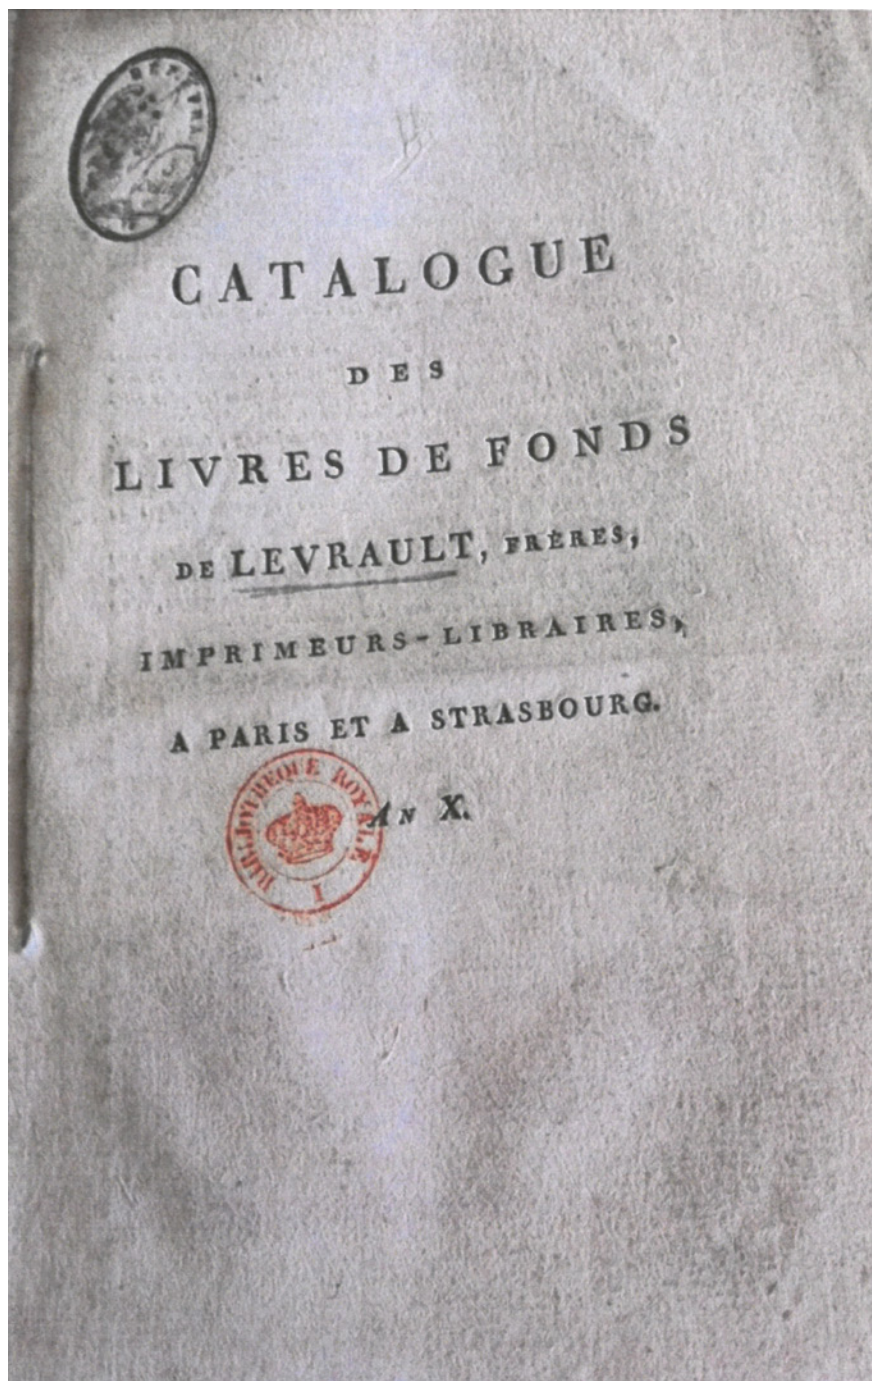 CATALOGUE
DES
LIVRES DE FONDS
DE LEVRAULT, FRÈRES,
IMPRIMEURS-LIBRAIRES,
A PARIS ET A STRASBOURG.
AN X.
BIBLIOTHEQUE ROYALE
I